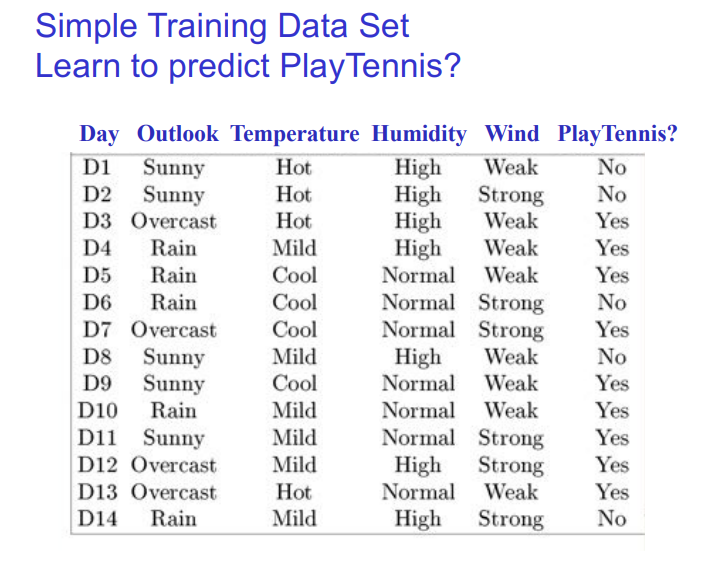 Simple Training Data Set
Learn to predict PlayTennis?
Day Outlook Temperature Humidity Wind PlayTennis?
D1 Sunny Hot High Weak No
D2 Sunny Hot High Strong No
D3 Overcast Hot High Weak Yes
D4 Rain Mild High Weak Yes
D5 Rain Cool Normal Weak Yes
D6 Rain Cool Normal Strong No
D7 Overcast Cool Normal Strong Yes
D8 Sunny Mild High Weak No
D9 Sunny Cool Normal Weak Yes
D10 Rain Mild Normal Weak Yes
D11 Sunny Mild Normal Strong Yes
D12 Overcast Mild High Strong Yes
D13 Overcast Hot Normal Weak Yes
D14 Rain Mild High Strong No